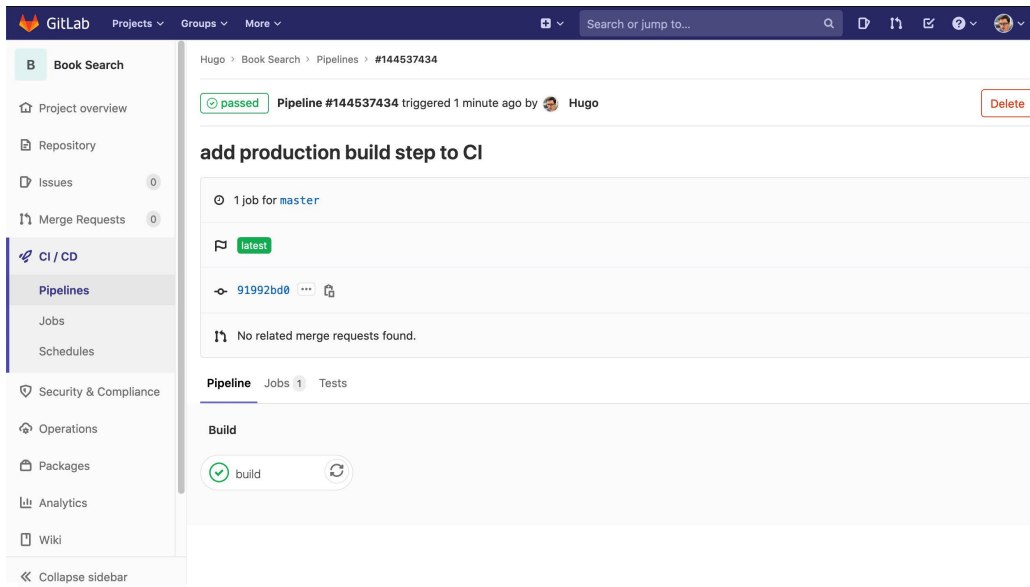 GitLab Projects Groups More Search or jump to...
B Book Search
Project overview
Repository
Issues 0
Merge Requests 0
CI / CD
Pipelines
Jobs
Schedules
Security & Compliance
Operations
Packages
Analytics
Wiki
Collapse sidebar
Hugo > Book Search > Pipelines > #144537434
passed Pipeline #144537434 triggered 1 minute ago by Hugo Delete
add production build step to CI
1 job for master
latest
91992bd0 ...
No related merge requests found.
Pipeline Jobs 1 Tests
Build
build